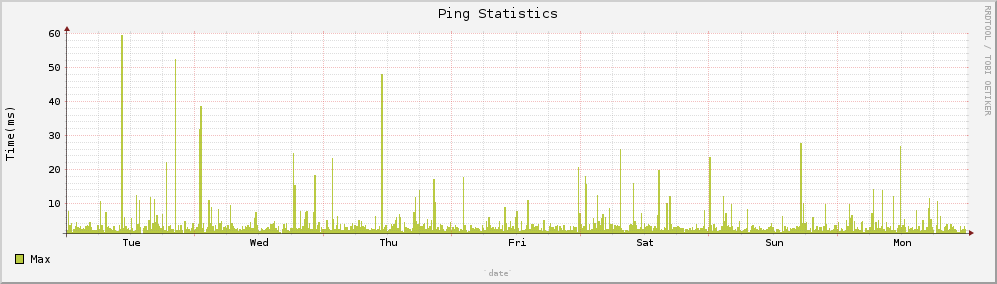 Ping Statistics
RRDTOOL / TOBI OETIKER
Time(ms)
60
50
40
30
20
10
Tue Wed Thu Fri Sat Sun Mon
Max
`date`